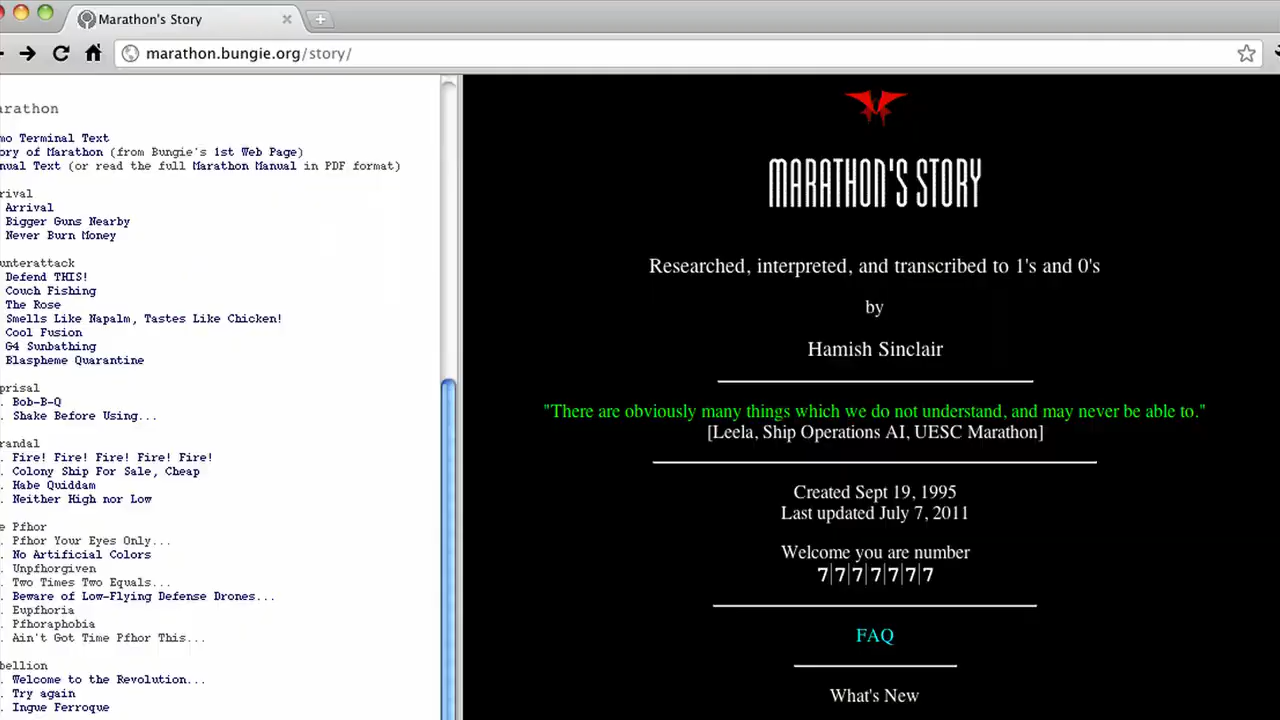 Marathon's Story
marathon.bungie.org/story/
arathon
mo Terminal Text
ory of Marathon (from Bungie's 1st Web Page)
nual Text (or read the full Marathon Manual in PDF format)
rival
Arrival
Bigger Guns Nearby
Never Burn Money
unterattack
Defend THIS!
Couch Fishing
The Rose
Smells Like Napalm, Tastes Like Chicken!
Cool Fusion
G4 Sunbathing
Blaspheme Quarantine
prisal
. Bob-B-Q
. Shake Before Using...
randal
. Fire! Fire! Fire! Fire! Fire!
. Colony Ship For Sale, Cheap
. Habe Quiddam
. Neither High nor Low
e Pfhor
. Pfhor Your Eyes Only...
. No Artificial Colors
. Unpfhorgiven
. Two Times Two Equals...
. Beware of Low-Flying Defense Drones...
. Eupfhoria
. Pfhoraphobia
. Ain't Got Time Pfhor This...
bellion
. Welcome to the Revolution...
. Try again
. Ingue Ferroque
MARATHON'S STORY
Researched, interpreted, and transcribed to 1's and 0's
by
Hamish Sinclair
"There are obviously many things which we do not understand, and may never be able to."
[Leela, Ship Operations AI, UESC Marathon]
Created Sept 19, 1995
Last updated July 7, 2011
Welcome you are number
7|7|7|7|7|7|7
FAQ
What's New